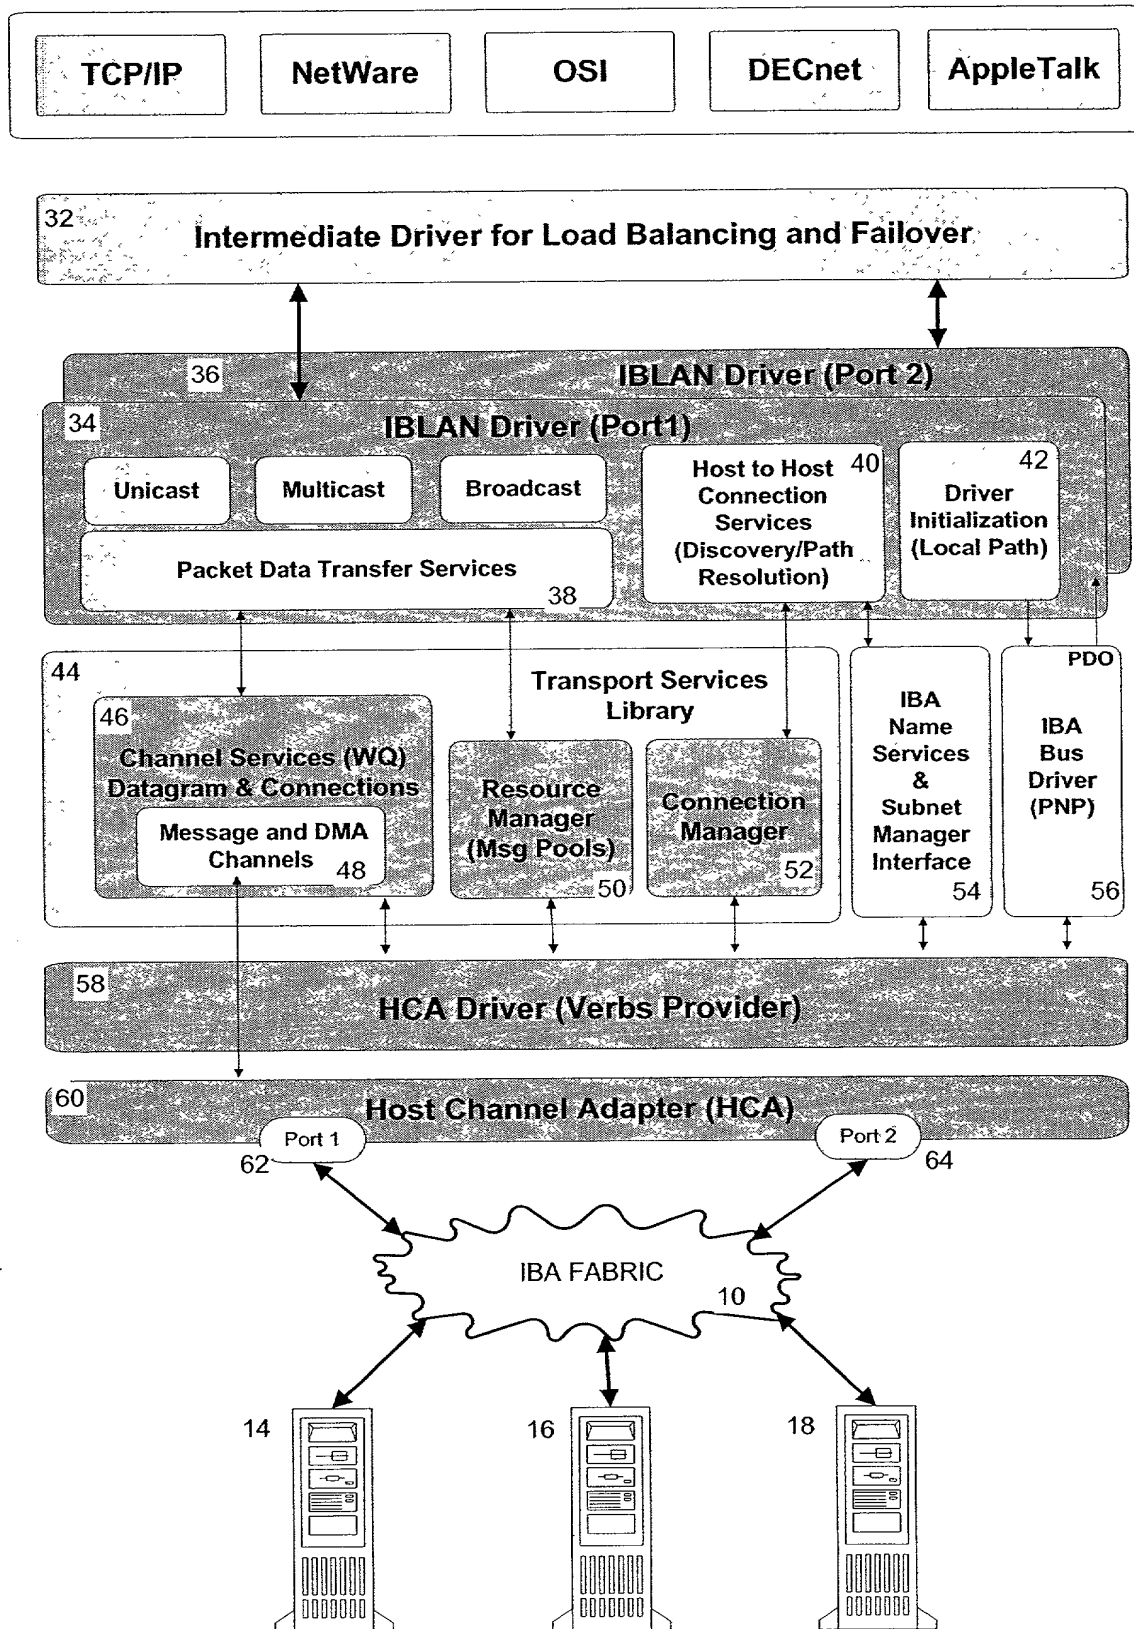 TCP/IP
NetWare
OSI
DECnet
AppleTalk
32
Intermediate Driver for Load Balancing and Failover
36
IBLAN Driver (Port 2)
34
IBLAN Driver (Port1)
Unicast
Multicast
Broadcast
Packet Data Transfer Services
38
Host to Host
40
Connection
Services
(Discovery/Path
Resolution)
42
Driver
Initialization
(Local Path)
44
Transport Services
Library
46
Channel Services (WQ)
Datagram & Connections
Message and DMA
Channels
48
Resource
Manager
(Msg Pools)
50
Connection
Manager
52
IBA
Name
Services
&
Subnet
Manager
Interface
54
PDO
IBA
Bus
Driver
(PNP)
56
58
HCA Driver (Verbs Provider)
60
Host Channel Adapter (HCA)
Port 1
62
Port 2
64
IBA FABRIC
10
14
16
18